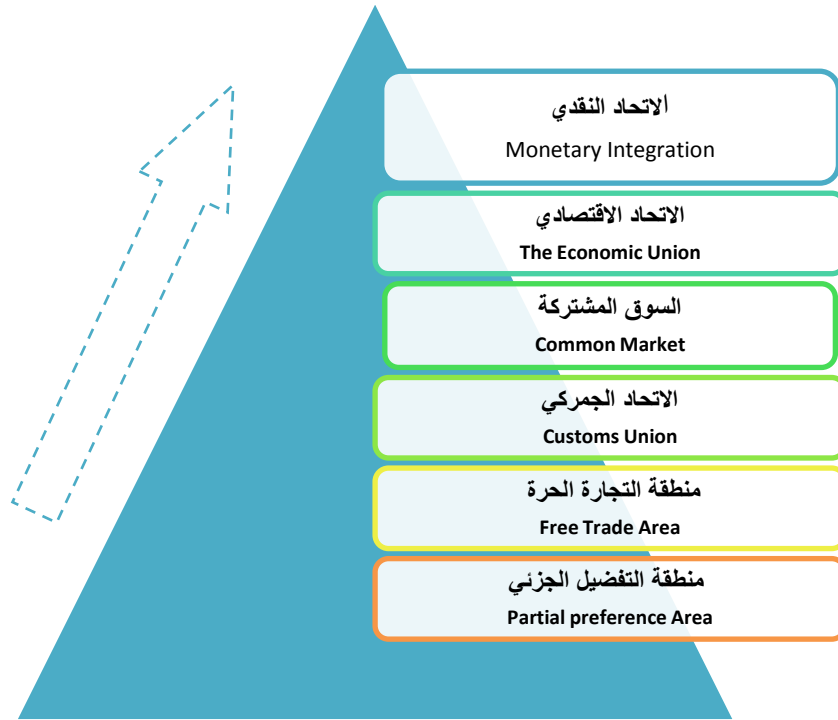 ألاتحاد النقدي
Monetary Integration
الاتحاد الاقتصادي
The Economic Union
السوق المشتركة
Common Market
الاتحاد الجمركي
Customs Union
منطقة التجارة الحرة
Free Trade Area
منطقة التفضيل الجزئي
Partial preference Area